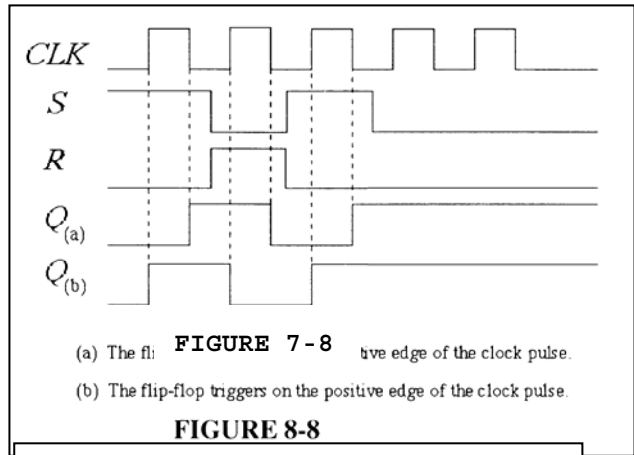 CLK
S
R
Q(a)
Q(b)
(a) The fli FIGURE 7-8 tive edge of the clock pulse.
(b) The flip-flop triggers on the positive edge of the clock pulse.
FIGURE 8-8